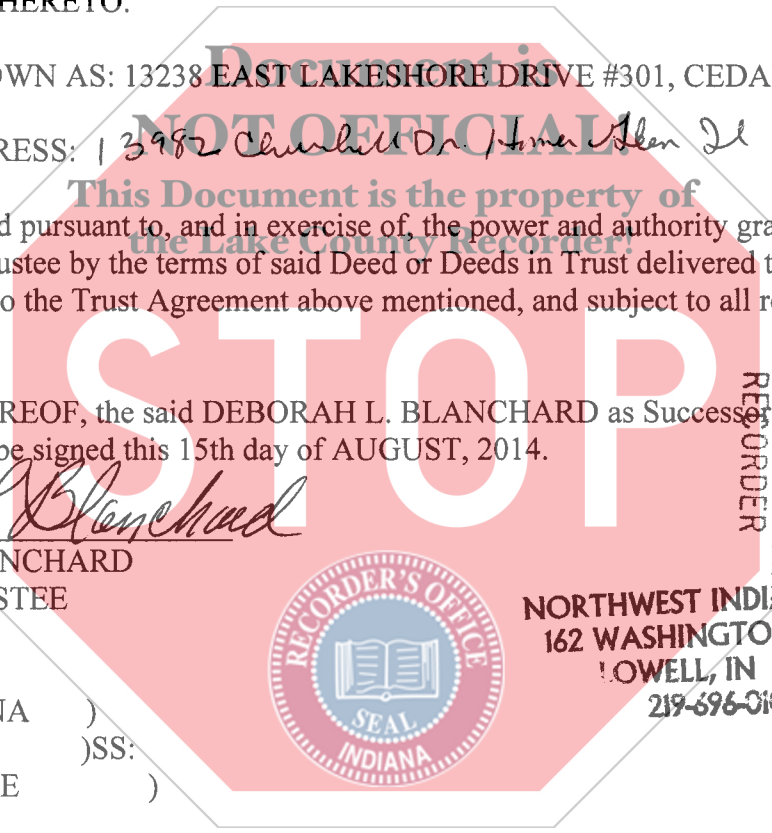 HERETO.
OWN AS: 13238 EAST LAKESHORE DRIVE #301, CEDA
Document is
NOT OFFICIAL!
RESS: 13982 Churchill Dr. Homer Glen Il
This Document is the property of
the Lake County Recorder!
d pursuant to, and in exercise of, the power and authority gra
ustee by the terms of said Deed or Deeds in Trust delivered t
o the Trust Agreement above mentioned, and subject to all r
STOP
REOF, the said DEBORAH L. BLANCHARD as Successor
be signed this 15th day of AUGUST, 2014.
Blanchard
NCHARD
STEE
RECORDER
NORTHWEST INDI
162 WASHINGTO
LOWELL, IN
219-696-01
RECORDER'S OFFICE
SEAL
INDIANA
NA )
)SS:
E )